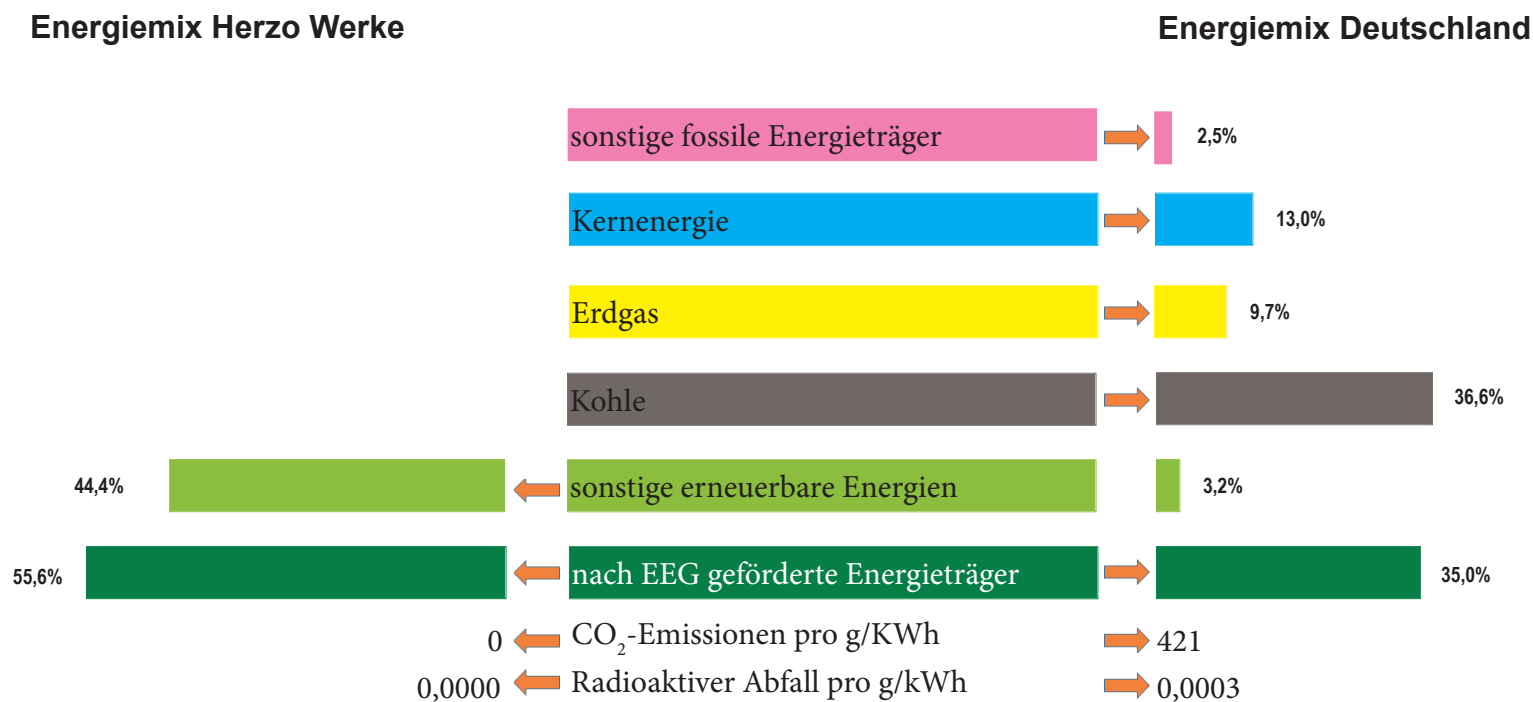 Energiemix Herzo Werke
Energiemix Deutschland
sonstige fossile Energieträger
2,5%
Kernenergie
13,0%
Erdgas
9,7%
Kohle
36,6%
44,4%
sonstige erneuerbare Energien
3,2%
55,6%
nach EEG geförderte Energieträger
35,0%
0
CO₂-Emissionen pro g/KWh
421
0,0000
Radioaktiver Abfall pro g/kWh
0,0003